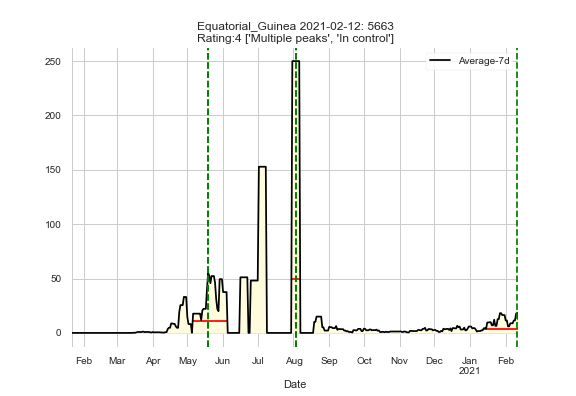 Equatorial_Guinea 2021-02-12: 5663
Rating:4 ['Multiple peaks', 'In control']
Average-7d
250
200
150
100
50
0
Feb Mar Apr May Jun Jul Aug Sep Oct Nov Dec Jan Feb
2021
Date